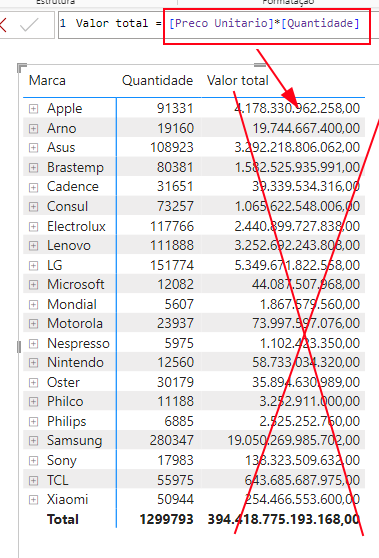 Estrutura Formatação
1 Valor total = [Preco Unitario]*[Quantidade]
Marca Quantidade Valor total
Apple 91331 4.178.330.962.258,00
Arno 19160 19.744.667.400,00
Asus 108923 3.292.218.806.062,00
Brastemp 80381 1.582.525.935.991,00
Cadence 31651 39.339.534.316,00
Consul 73257 1.065.622.548.006,00
Electrolux 117766 2.440.899.727.838,00
Lenovo 111888 3.252.692.243.808,00
LG 151774 5.349.671.822.558,00
Microsoft 12082 44.087.507.968,00
Mondial 5607 1.867.579.560,00
Motorola 23937 73.997.597.076,00
Nespresso 5975 1.102.423.350,00
Nintendo 12560 58.733.034.320,00
Oster 30179 35.894.630.989,00
Philco 11188 3.252.911.000,00
Philips 6885 2.525.252.760,00
Samsung 280347 19.050.269.985.702,00
Sony 17983 138.323.509.632,00
TCL 55975 643.685.687.975,00
Xiaomi 50944 254.466.553.600,00
Total 1299793 394.418.775.193.168,00